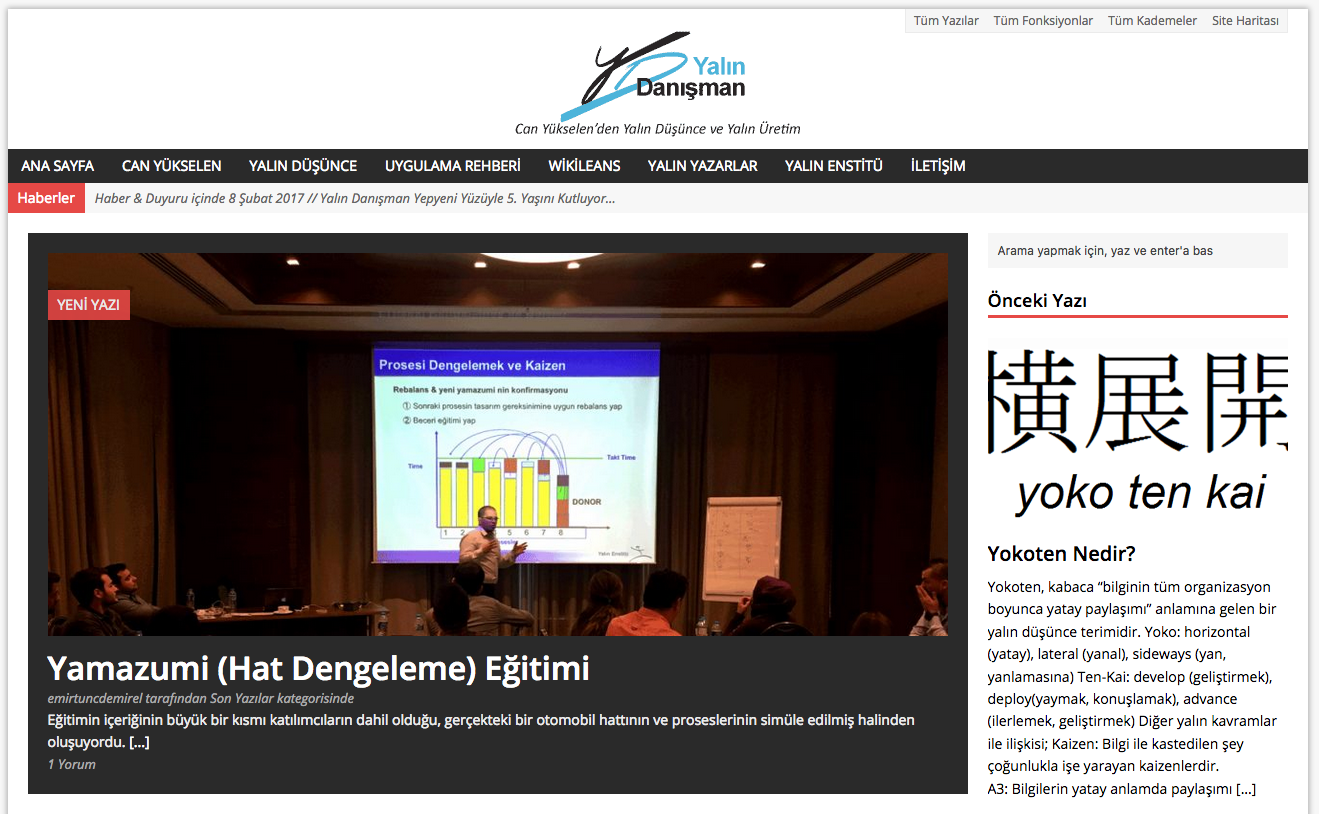 Tüm Yazılar Tüm Fonksiyonlar Tüm Kademeler Site Haritası
Yalın
Danışman
Can Yükselen'den Yalın Düşünce ve Yalın Üretim
ANA SAYFA CAN YÜKSELEN YALIN DÜŞÜNCE UYGULAMA REHBERİ WİKİLEANS YALIN YAZARLAR YALIN ENSTİTÜ İLETİŞİM
Haberler Haber & Duyuru içinde 8 Şubat 2017 // Yalın Danışman Yepyeni Yüzüyle 5. Yaşını Kutluyor...
YENİ YAZI
Prosesi Dengelemek ve Kaizen
Rebalans & yeni yamazumi nin konfirmasyonu
① Sonraki prosesin tasarım gereksinimine uygun rebalans yap
② Beceri eğitimi yap
Time
Takt Time
DONOR
1 2 5 6 7 8
Yalın Enstitü
Yamazumi (Hat Dengeleme) Eğitimi
emirtuncdemirel tarafından Son Yazılar kategorisinde
Eğitimin içeriğinin büyük bir kısmı katılımcıların dahil olduğu, gerçekteki bir otomobil hattının ve proseslerinin simüle edilmiş halinden
oluşuyordu. [...]
1 Yorum
Arama yapmak için, yaz ve enter'a bas
Önceki Yazı
横展開
yoko ten kai
Yokoten Nedir?
Yokoten, kabaca “bilginin tüm organizasyon
boyunca yatay paylaşımı” anlamına gelen bir
yalın düşünce terimidir. Yoko: horizontal
(yatay), lateral (yanal), sideways (yan,
yanlamasına) Ten-Kai: develop (geliştirmek),
deploy(yaymak, konuşlamak), advance
(ilerlemek, geliştirmek) Diğer yalın kavramlar
ile ilişkisi; Kaizen: Bilgi ile kastedilen şey
çoğunlukla işe yarayan kaizenlerdir.
A3: Bilgilerin yatay anlamda paylaşımı [...]